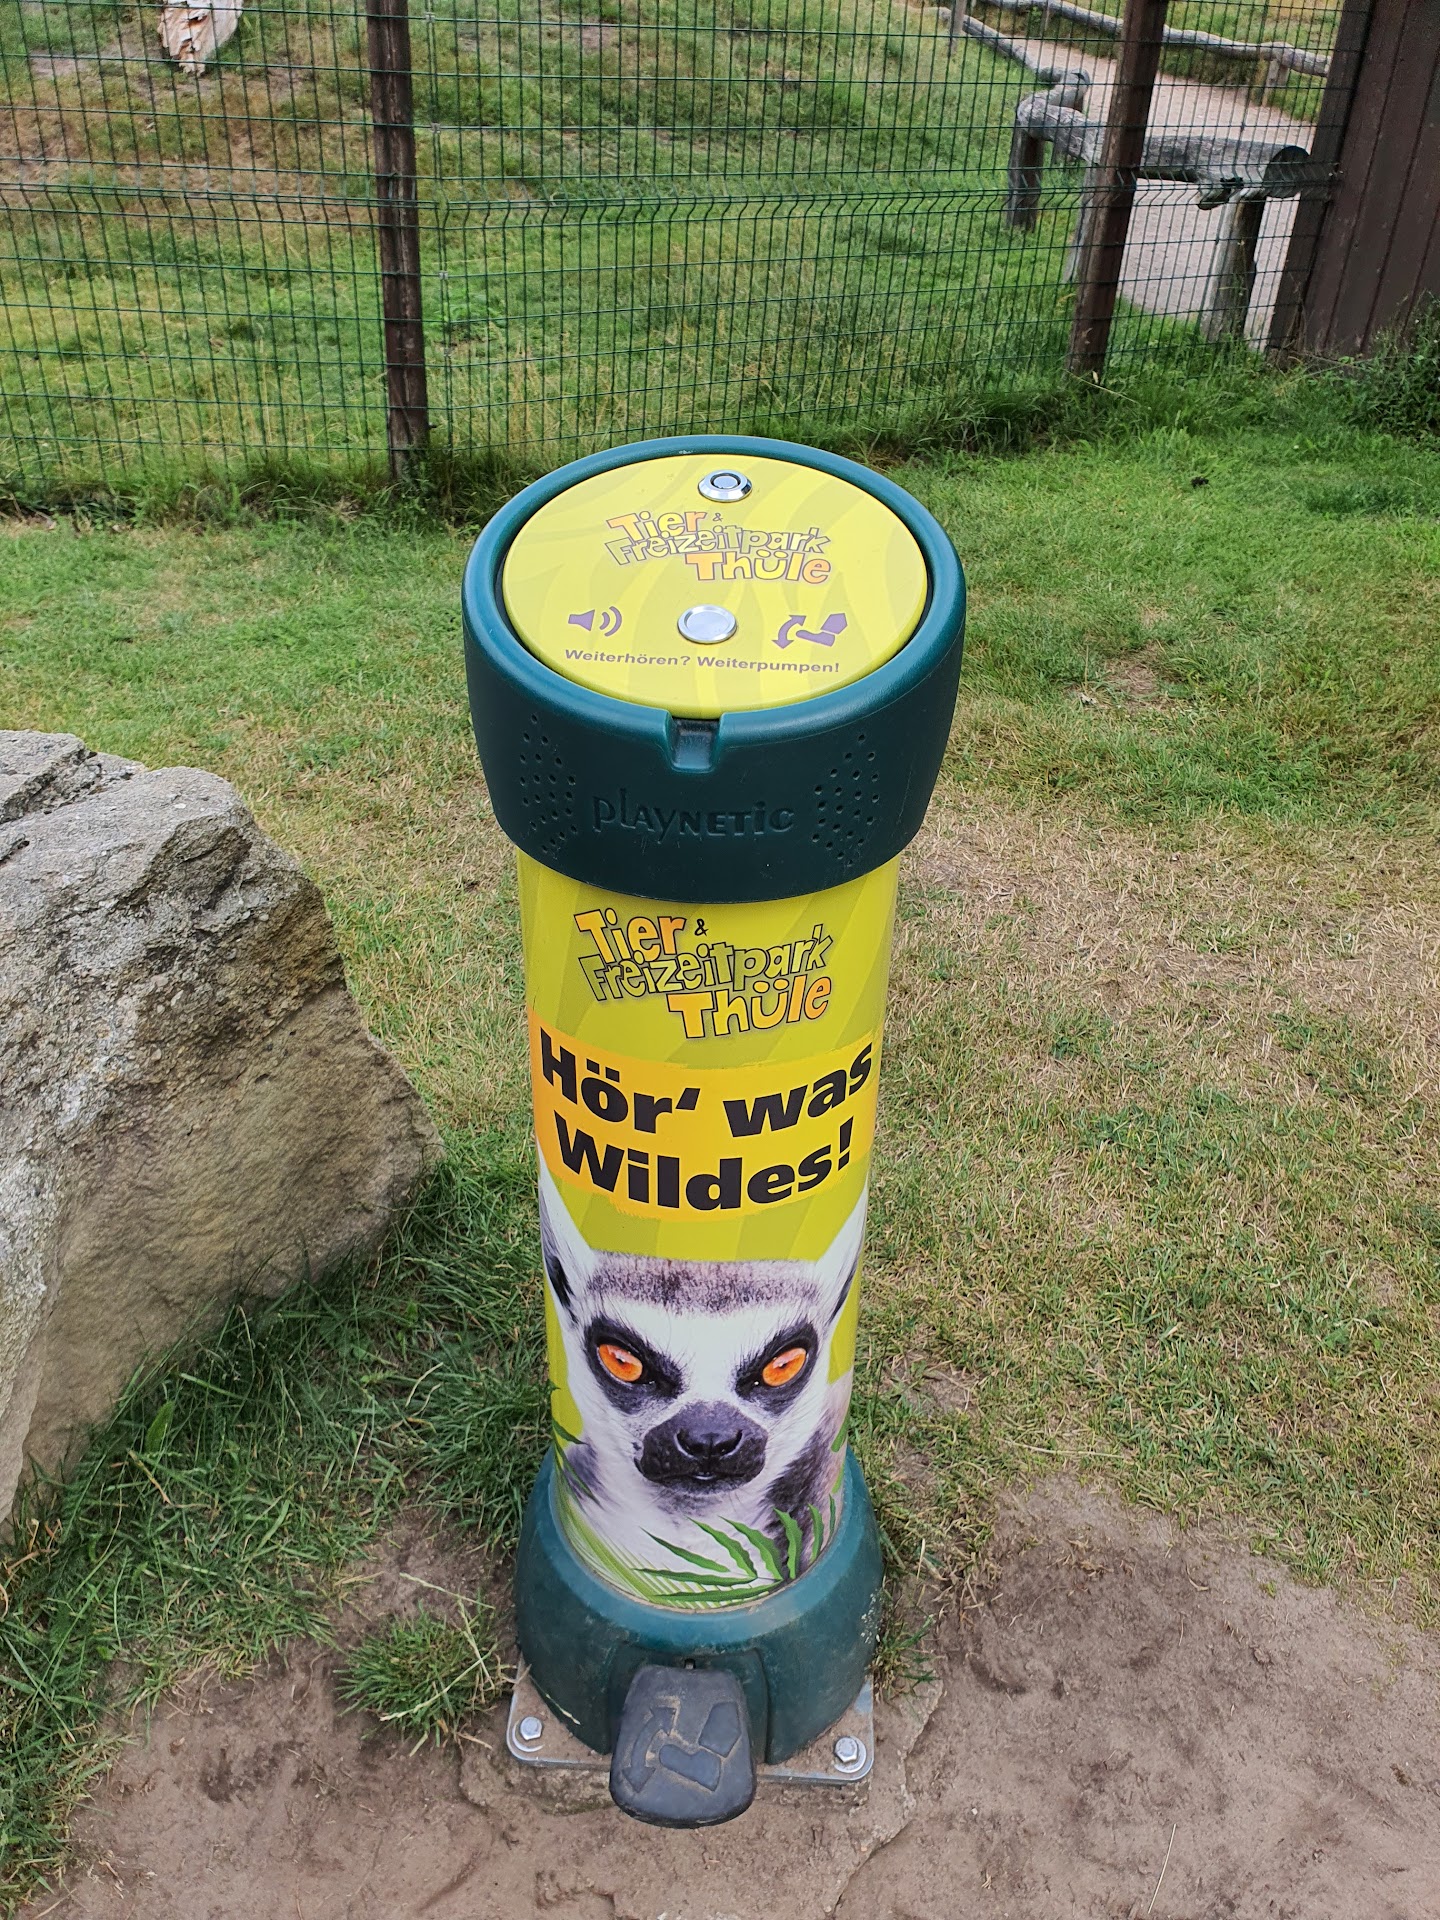 Tier &
Freizeitpark
Thüle
Weiterhören? Weiterpumpen!
playnetic
Tier &
Freizeitpark
Thüle
Hör' was
Wildes!